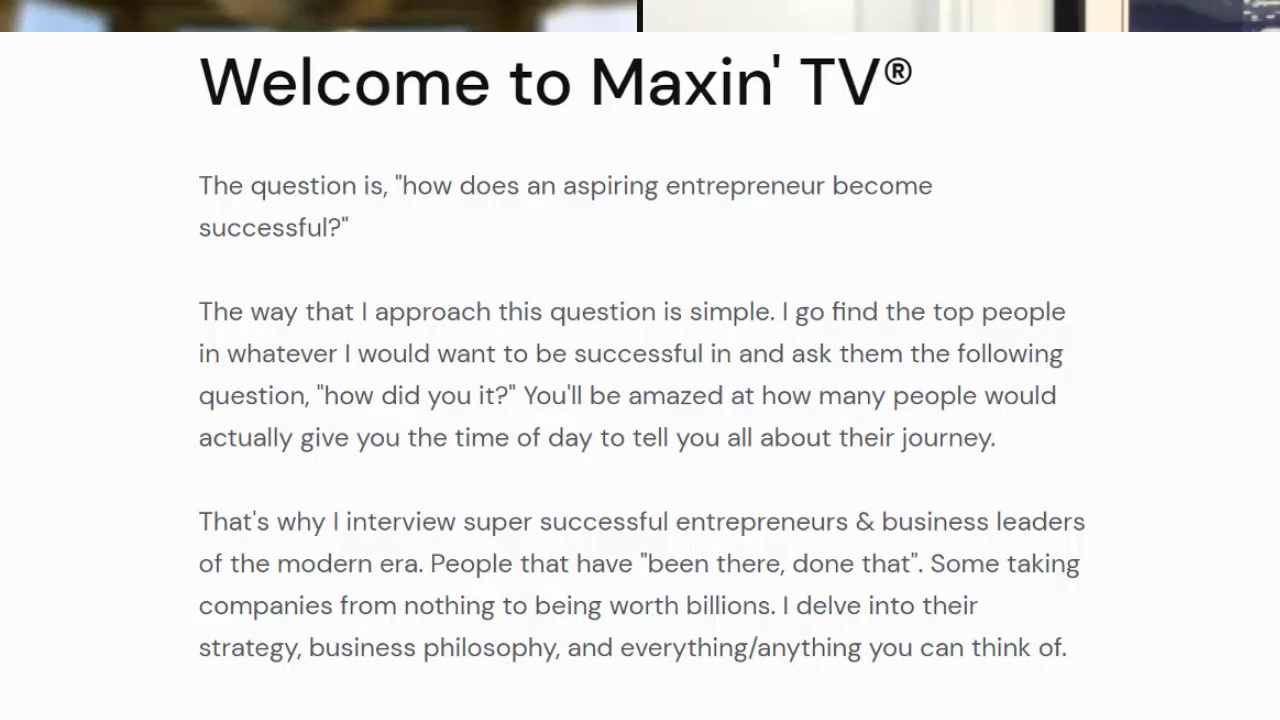 Welcome to Maxin' TV®
The question is, "how does an aspiring entrepreneur become
successful?"
The way that I approach this question is simple. I go find the top people
in whatever I would want to be successful in and ask them the following
question, "how did you it?" You'll be amazed at how many people would
actually give you the time of day to tell you all about their journey.
That's why I interview super successful entrepreneurs & business leaders
of the modern era. People that have "been there, done that". Some taking
companies from nothing to being worth billions. I delve into their
strategy, business philosophy, and everything/anything you can think of.